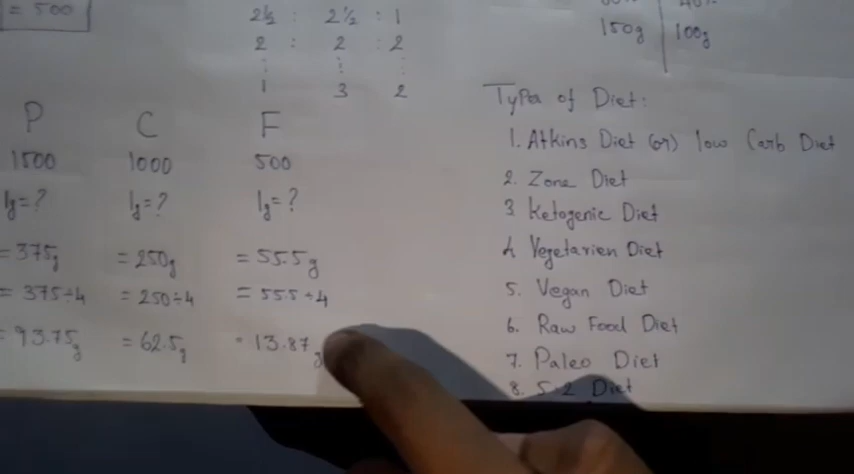 = 500
2½ : 2½ : 1
2 : 2 : 2
⋮ ⋮ ⋮
1 3 2
P C F
1500 1000 500
1g=? 1g=? 1g=?
=375g =250g =55.5g
=375÷4 =250÷4 =55.5÷4
=93.75g =62.5g =13.87g
150g 100g
Types of Diet:
1. Atkins Diet (or) low Carb Diet
2. Zone Diet
3 Ketogenic Diet
4 Vegetarien Diet
5. Vegan Diet
6. Raw Food Diet
7. Paleo Diet
8. 5:2 Diet